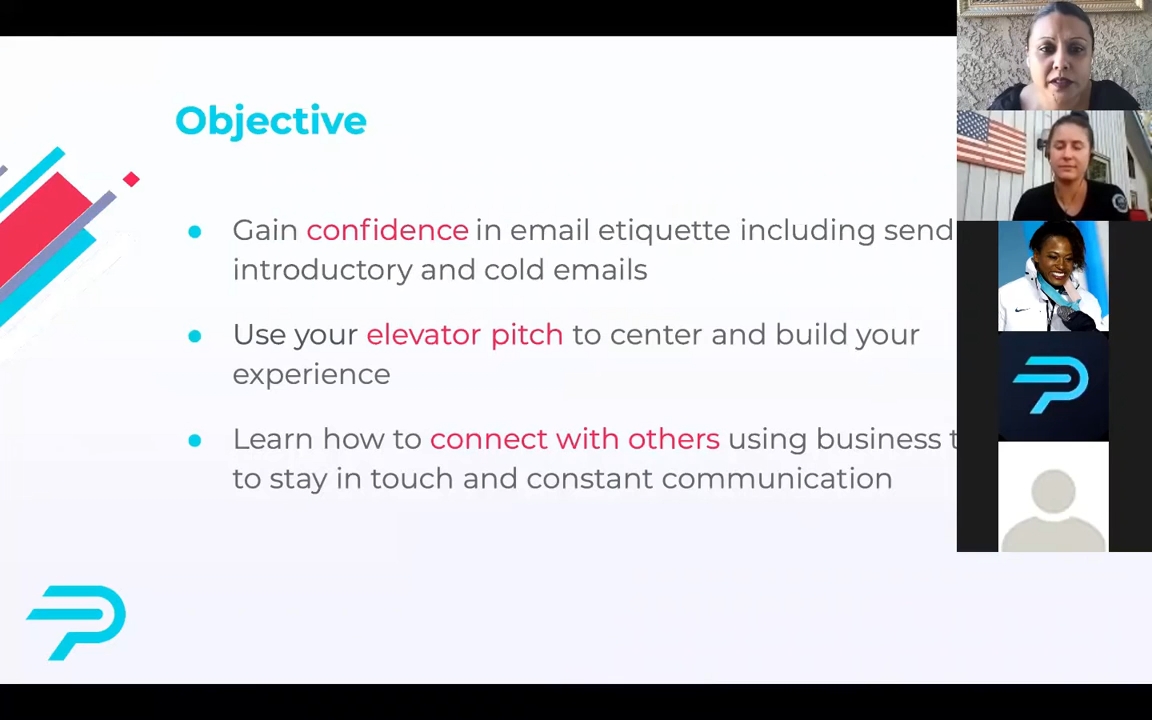 Objective
● Gain confidence in email etiquette including send
introductory and cold emails
● Use your elevator pitch to center and build your
experience
● Learn how to connect with others using business
to stay in touch and constant communication